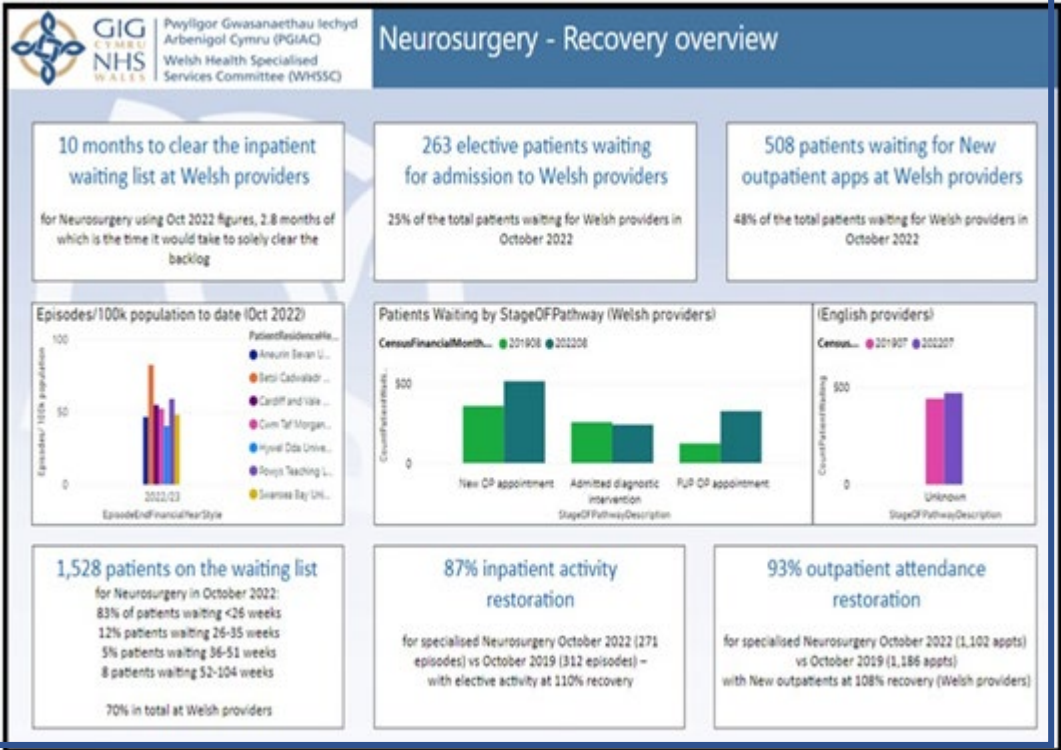 GIG
CYMRU
NHS
WALES
Pwyllgor Gwasanaethau Iechyd
Arbenigol Cymru (PGIAC)
Welsh Health Specialised
Services Committee (WHSSC)
Neurosurgery - Recovery overview
10 months to clear the inpatient
waiting list at Welsh providers
for Neurosurgery using Oct 2022 figures, 2.8 months of
which is the time it would take to solely clear the
backlog
263 elective patients waiting
for admission to Welsh providers
25% of the total patients waiting for Welsh providers in
October 2022
508 patients waiting for New
outpatient apps at Welsh providers
48% of the total patients waiting for Welsh providers in
October 2022
Episodes/100k population to date (Oct 2022)
PatientResidenceHe...
Aneurin Bevan U...
Betsi Cadwaladr ...
Cardiff and Vale ...
Cwm Taf Morgan...
Hywel Dda Unive...
Powys Teaching L...
Swansea Bay Uni...
Episodes/ 100k population
100
50
0
2022/23
EpisodeEndFinancialYearStyle
Patients Waiting by StageOFPathway (Welsh providers)
CensusFinancialMonth... 201908 202208
CountPatientWaiti...
500
0
New OP appointment
Admitted diagnostic
intervention
FUP OP appointment
StageOfPathwayDescription
(English providers)
Census... 201907 202207
CountPatientWaiting
500
0
Unknown
StageOfPathwayDescription
1,528 patients on the waiting list
for Neurosurgery in October 2022:
83% of patients waiting <26 weeks
12% patients waiting 26-35 weeks
5% patients waiting 36-51 weeks
8 patients waiting 52-104 weeks
70% in total at Welsh providers
87% inpatient activity
restoration
for specialised Neurosurgery October 2022 (271
episodes) vs October 2019 (312 episodes) –
with elective activity at 110% recovery
93% outpatient attendance
restoration
for specialised Neurosurgery October 2022 (1,102 appts)
vs October 2019 (1,186 appts)
with New outpatients at 108% recovery (Welsh providers)